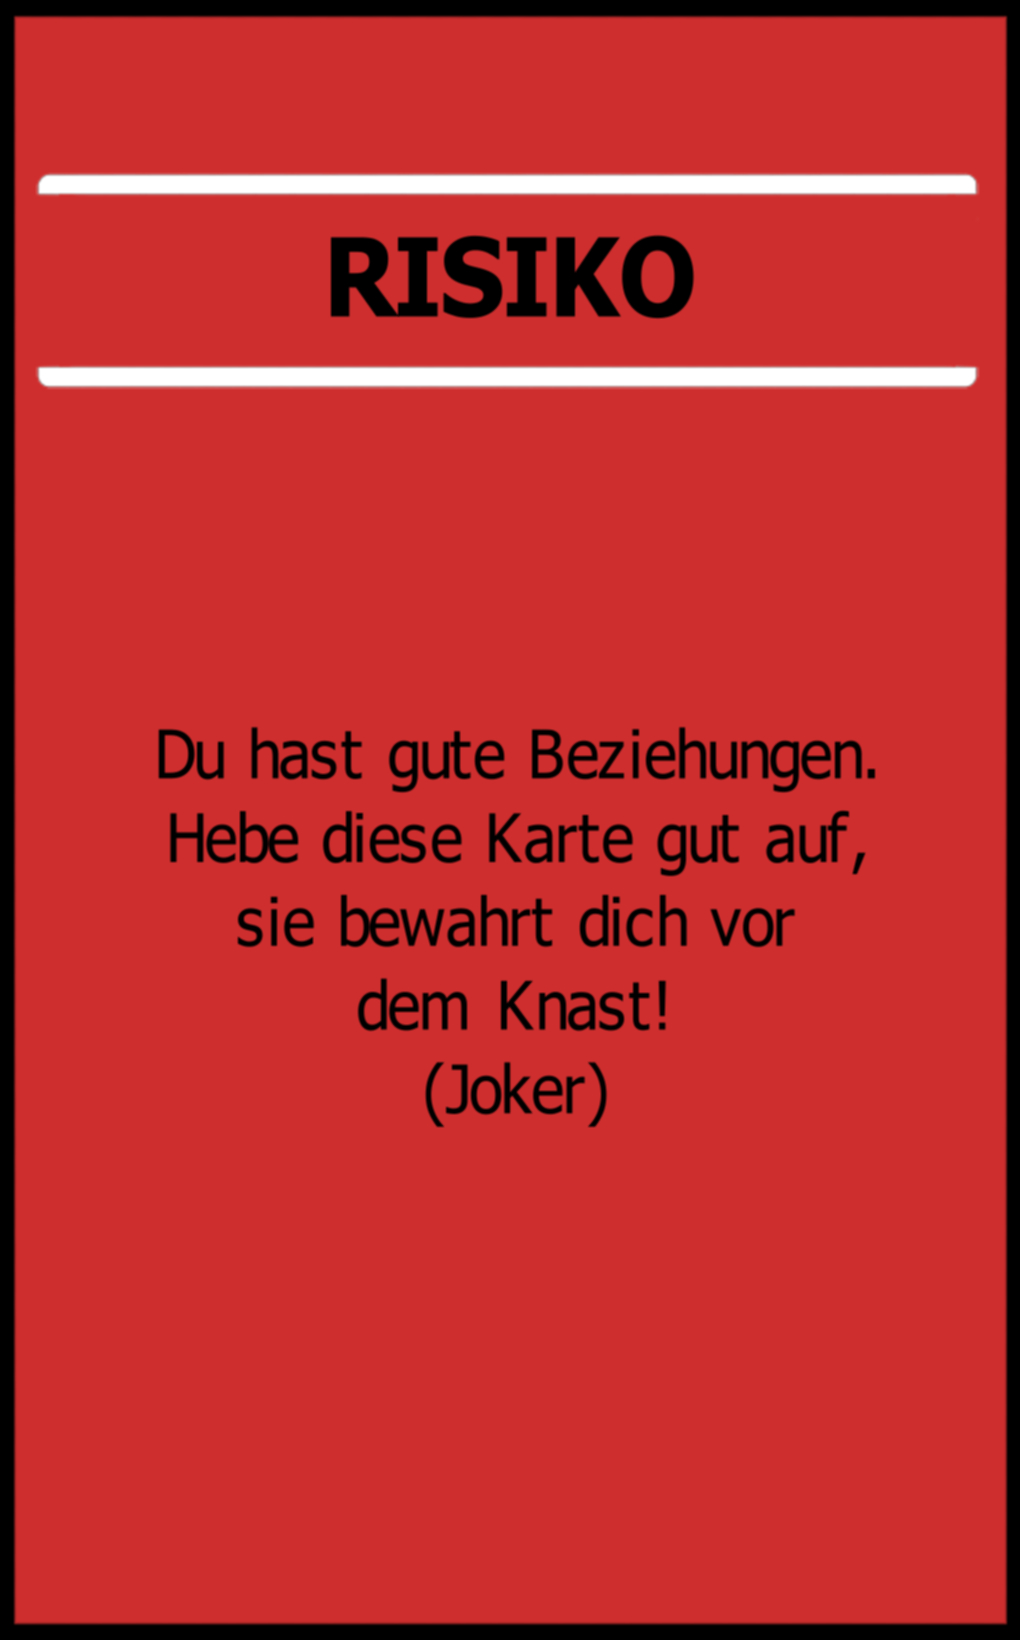 RISIKO
Du hast gute Beziehungen.
Hebe diese Karte gut auf,
sie bewahrt dich vor
dem Knast!
(Joker)